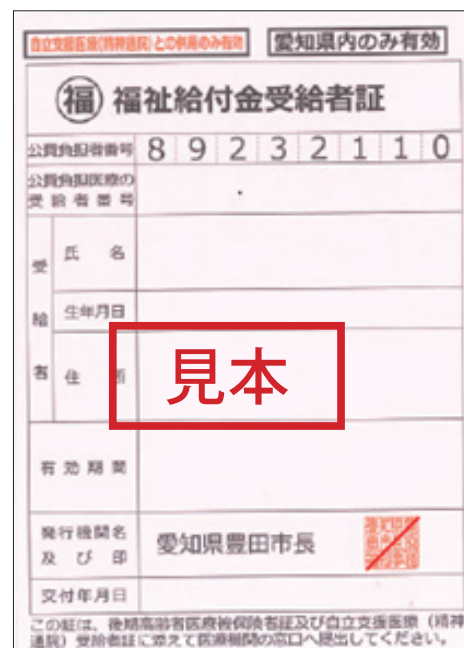 自立支援医療(精神通院)との併用のみ有効
愛知県内のみ有効
福 福祉給付金受給者証
公費負担者番号 8 9 2 3 2 1 1 0
公費負担医療の
受給者番号
受給者
氏名
生年月日
住所
見本
有効期間
発行機関名
及び印
愛知県豊田市長
交付年月日
この証は、後期高齢者医療被保険者証及び自立支援医療(精神
通院)受給者証に添えて医療機関の窓口へ提出してください。